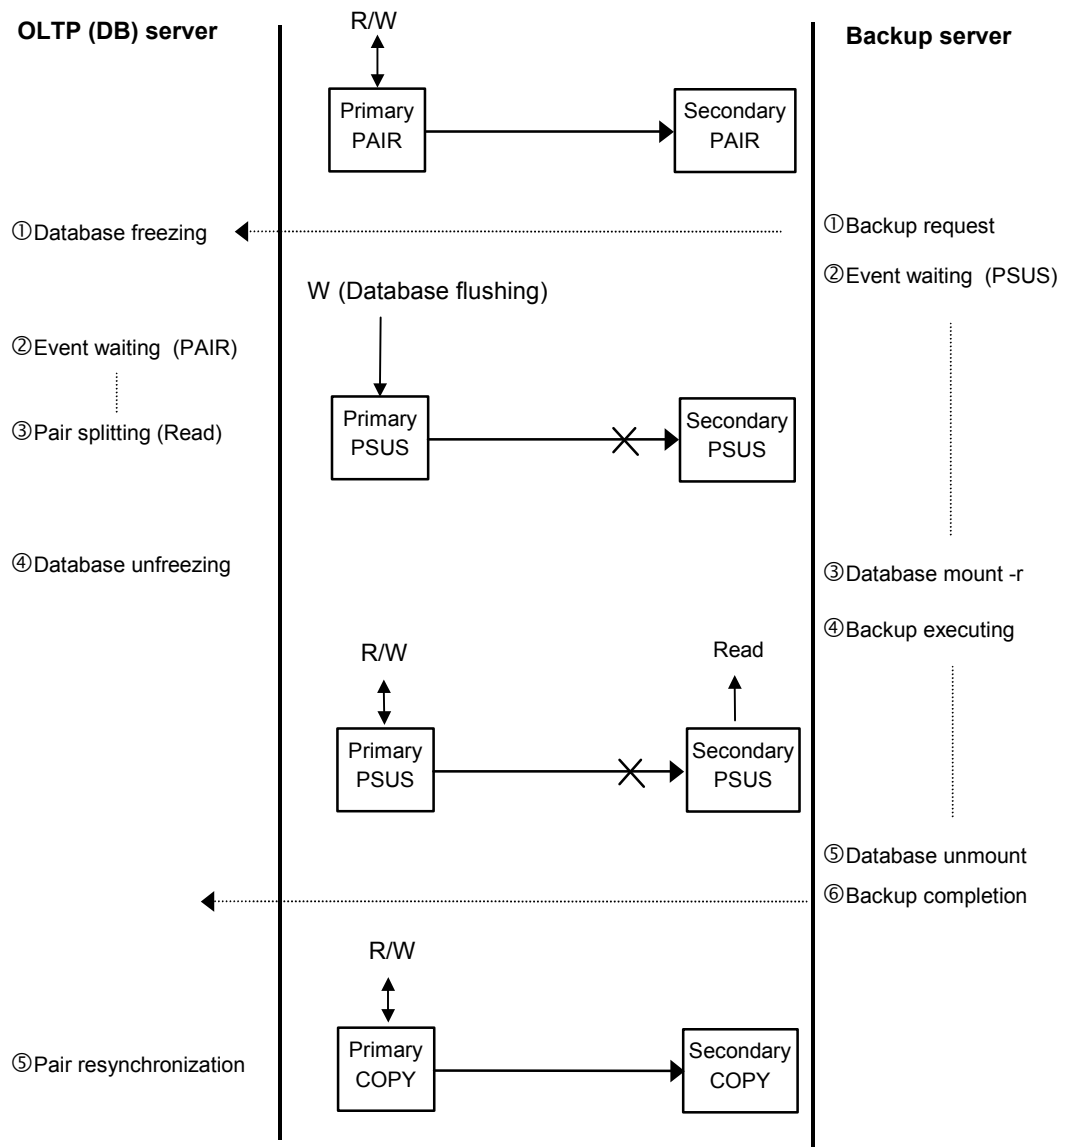 R/W
OLTP (DB) server
Backup server
Primary
PAIR
Secondary
PAIR
①Database freezing
①Backup request
②Event waiting (PSUS)
W (Database flushing)
②Event waiting (PAIR)
③Pair splitting (Read)
Primary
PSUS
Secondary
PSUS
④Database unfreezing
③Database mount -r
④Backup executing
R/W
Read
Primary
PSUS
Secondary
PSUS
⑤Database unmount
⑥Backup completion
R/W
⑤Pair resynchronization
Primary
COPY
Secondary
COPY